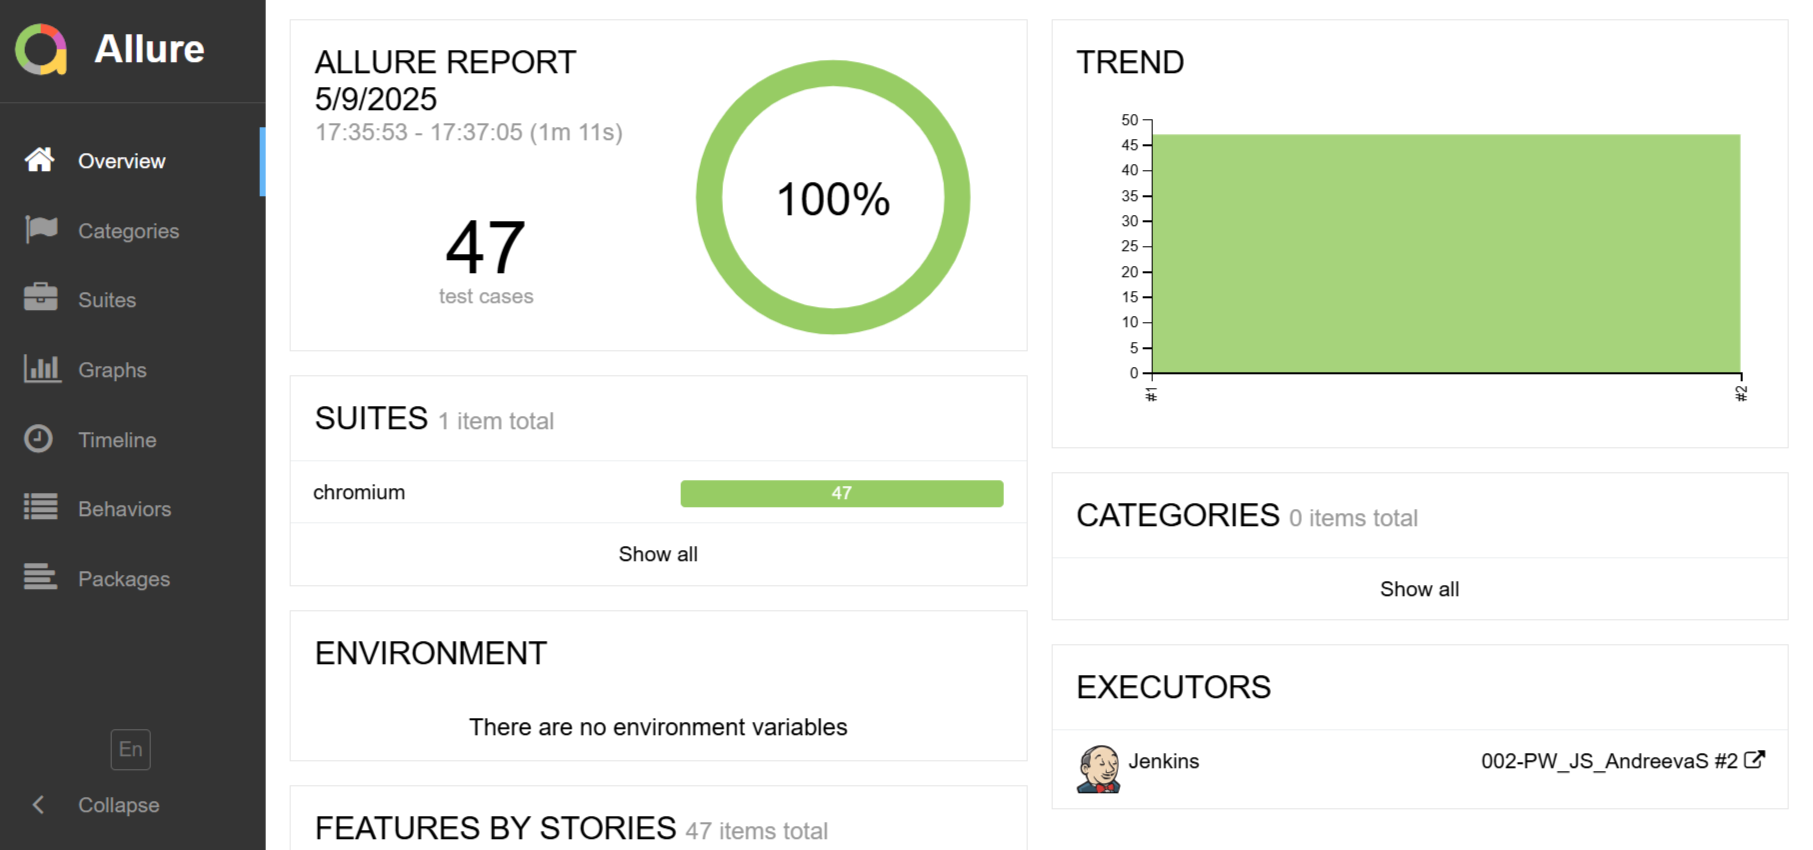 Allure
Overview
Categories
Suites
Graphs
Timeline
Behaviors
Packages
En
Collapse
ALLURE REPORT
5/9/2025
17:35:53 - 17:37:05 (1m 11s)
47
test cases
100%
SUITES 1 item total
chromium 47
Show all
ENVIRONMENT
There are no environment variables
FEATURES BY STORIES 47 items total
TREND
50
45
40
35
30
25
20
15
10
5
0
#1 #2
CATEGORIES 0 items total
Show all
EXECUTORS
Jenkins 002-PW_JS_AndreevaS #2